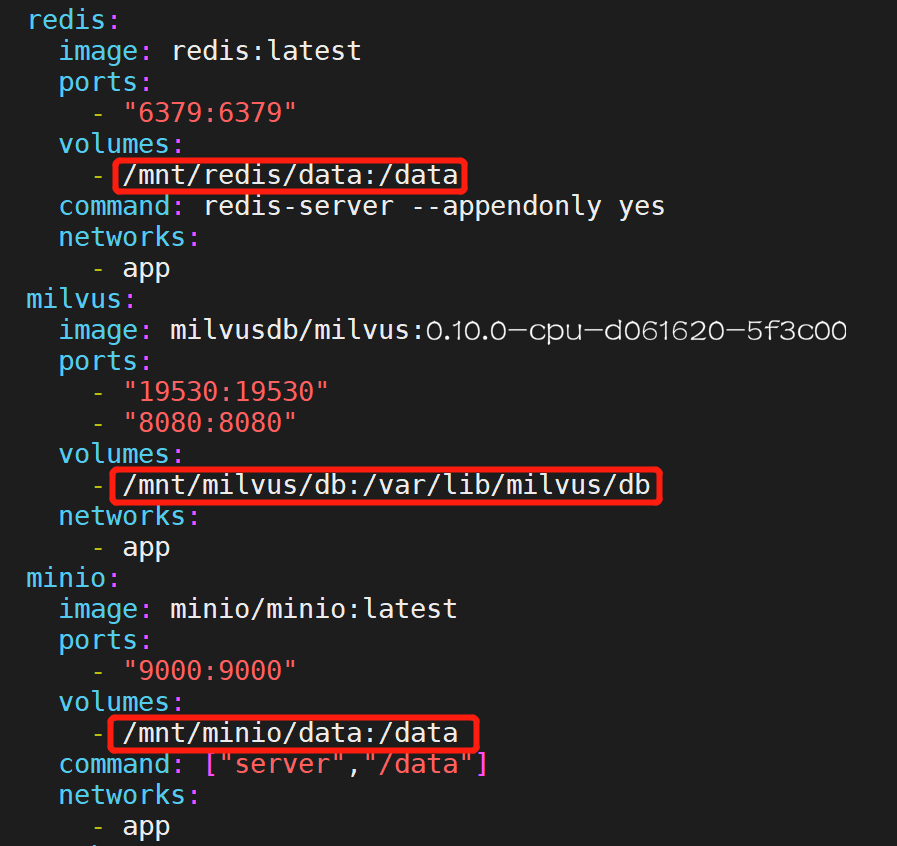 redis:
  image: redis:latest
  ports:
    - "6379:6379"
  volumes:
    - /mnt/redis/data:/data
  command: redis-server --appendonly yes
  networks:
    - app
milvus:
  image: milvusdb/milvus:0.10.0-cpu-d061620-5f3c00
  ports:
    - "19530:19530"
    - "8080:8080"
  volumes:
    - /mnt/milvus/db:/var/lib/milvus/db
  networks:
    - app
minio:
  image: minio/minio:latest
  ports:
    - "9000:9000"
  volumes:
    - /mnt/minio/data:/data
  command: ["server","/data"]
  networks:
    - app